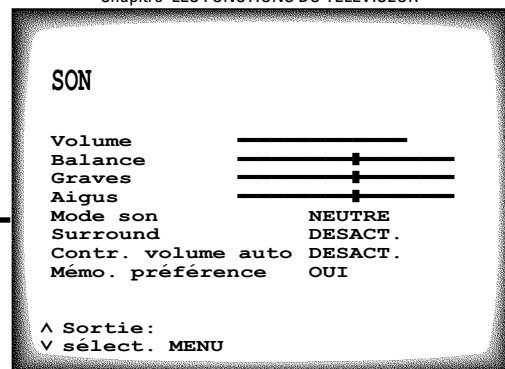 SON
Volume
Balance
Graves
Aigus
Mode son NEUTRE
Surround DESACT.
Contr. volume auto DESACT.
Mémo. préférence OUI
∧ Sortie:
∨ sélect. MENU